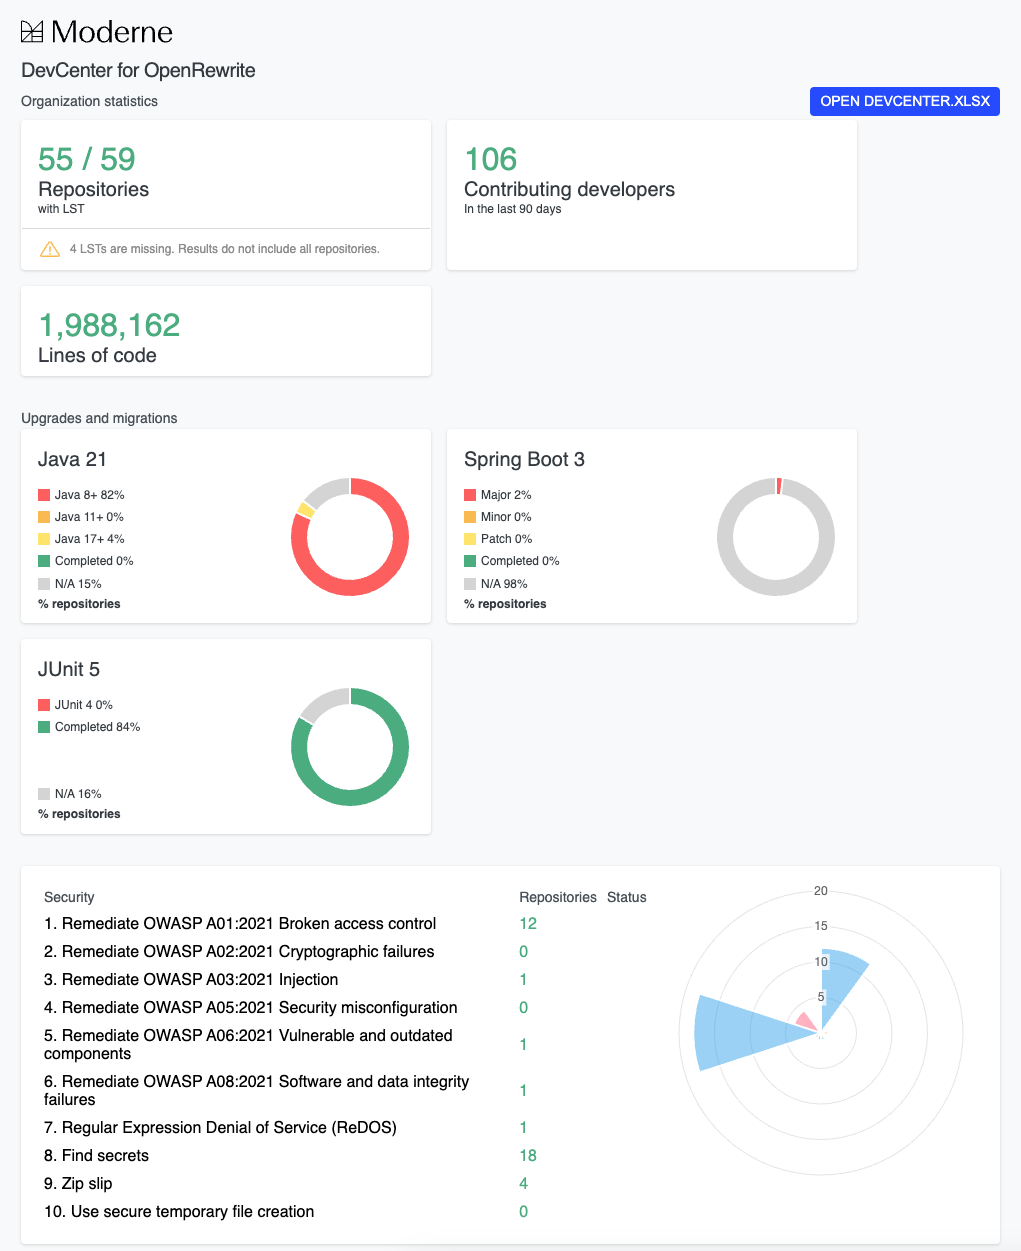 Moderne
DevCenter for OpenRewrite
Organization statistics
OPEN DEVCENTER.XLSX
55 / 59
Repositories
with LST
4 LSTs are missing. Results do not include all repositories.
106
Contributing developers
In the last 90 days
1,988,162
Lines of code
Upgrades and migrations
Java 21
Java 8+ 82%
Java 11+ 0%
Java 17+ 4%
Completed 0%
N/A 15%
% repositories
Spring Boot 3
Major 2%
Minor 0%
Patch 0%
Completed 0%
N/A 98%
% repositories
JUnit 5
JUnit 4 0%
Completed 84%
N/A 16%
% repositories
Security Repositories Status
1. Remediate OWASP A01:2021 Broken access control 12
2. Remediate OWASP A02:2021 Cryptographic failures 0
3. Remediate OWASP A03:2021 Injection 1
4. Remediate OWASP A05:2021 Security misconfiguration 0
5. Remediate OWASP A06:2021 Vulnerable and outdated
components 1
6. Remediate OWASP A08:2021 Software and data integrity
failures 1
7. Regular Expression Denial of Service (ReDOS) 1
8. Find secrets 18
9. Zip slip 4
10. Use secure temporary file creation 0
20
15
10
5